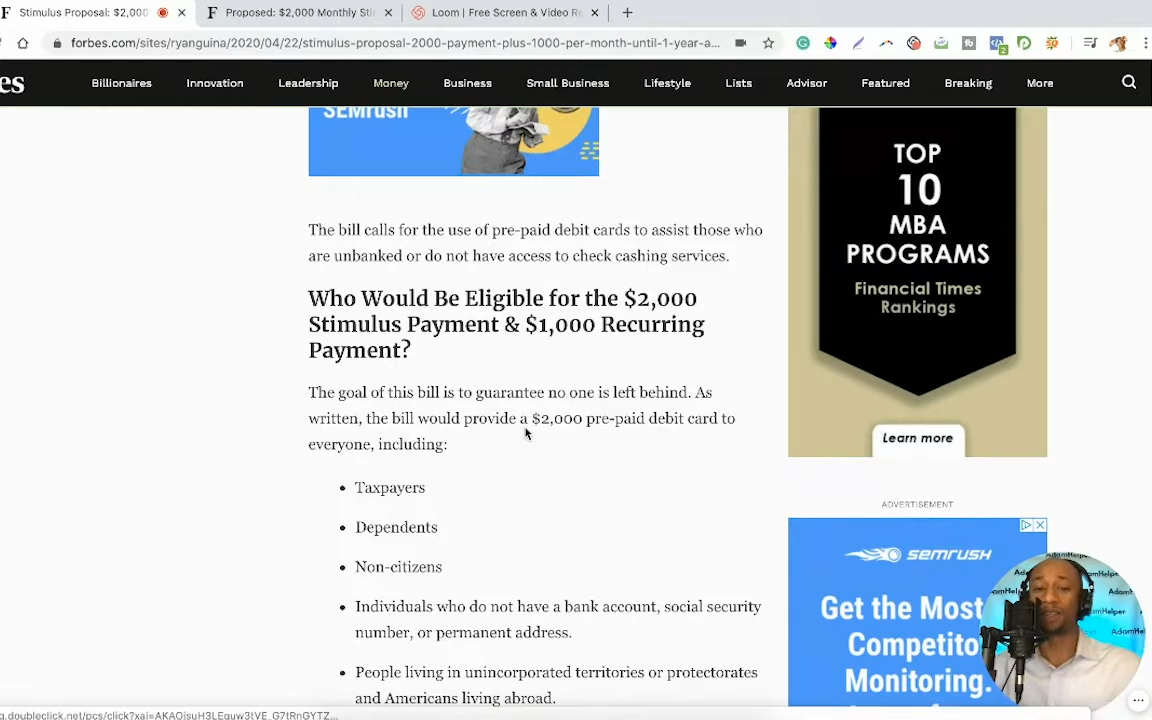 Stimulus Proposal: $2,000
Proposed: $2,000 Monthly Sti
Loom | Free Screen & Video Re
forbes.com/sites/ryanguina/2020/04/22/stimulus-proposal-2000-payment-plus-1000-per-month-until-1-year-a...
es
Billionaires
Innovation
Leadership
Money
Business
Small Business
Lifestyle
Lists
Advisor
Featured
Breaking
More
SEMrush
The bill calls for the use of pre-paid debit cards to assist those who
are unbanked or do not have access to check cashing services.
Who Would Be Eligible for the $2,000
Stimulus Payment & $1,000 Recurring
Payment?
The goal of this bill is to guarantee no one is left behind. As
written, the bill would provide a $2,000 pre-paid debit card to
everyone, including:
• Taxpayers
• Dependents
• Non-citizens
• Individuals who do not have a bank account, social security
number, or permanent address.
• People living in unincorporated territories or protectorates
and Americans living abroad.
TOP
10
MBA
PROGRAMS
Financial Times
Rankings
Learn more
ADVERTISEMENT
SEMRUSH
Get the Most
Competito
Monitoring.
AdamHelper